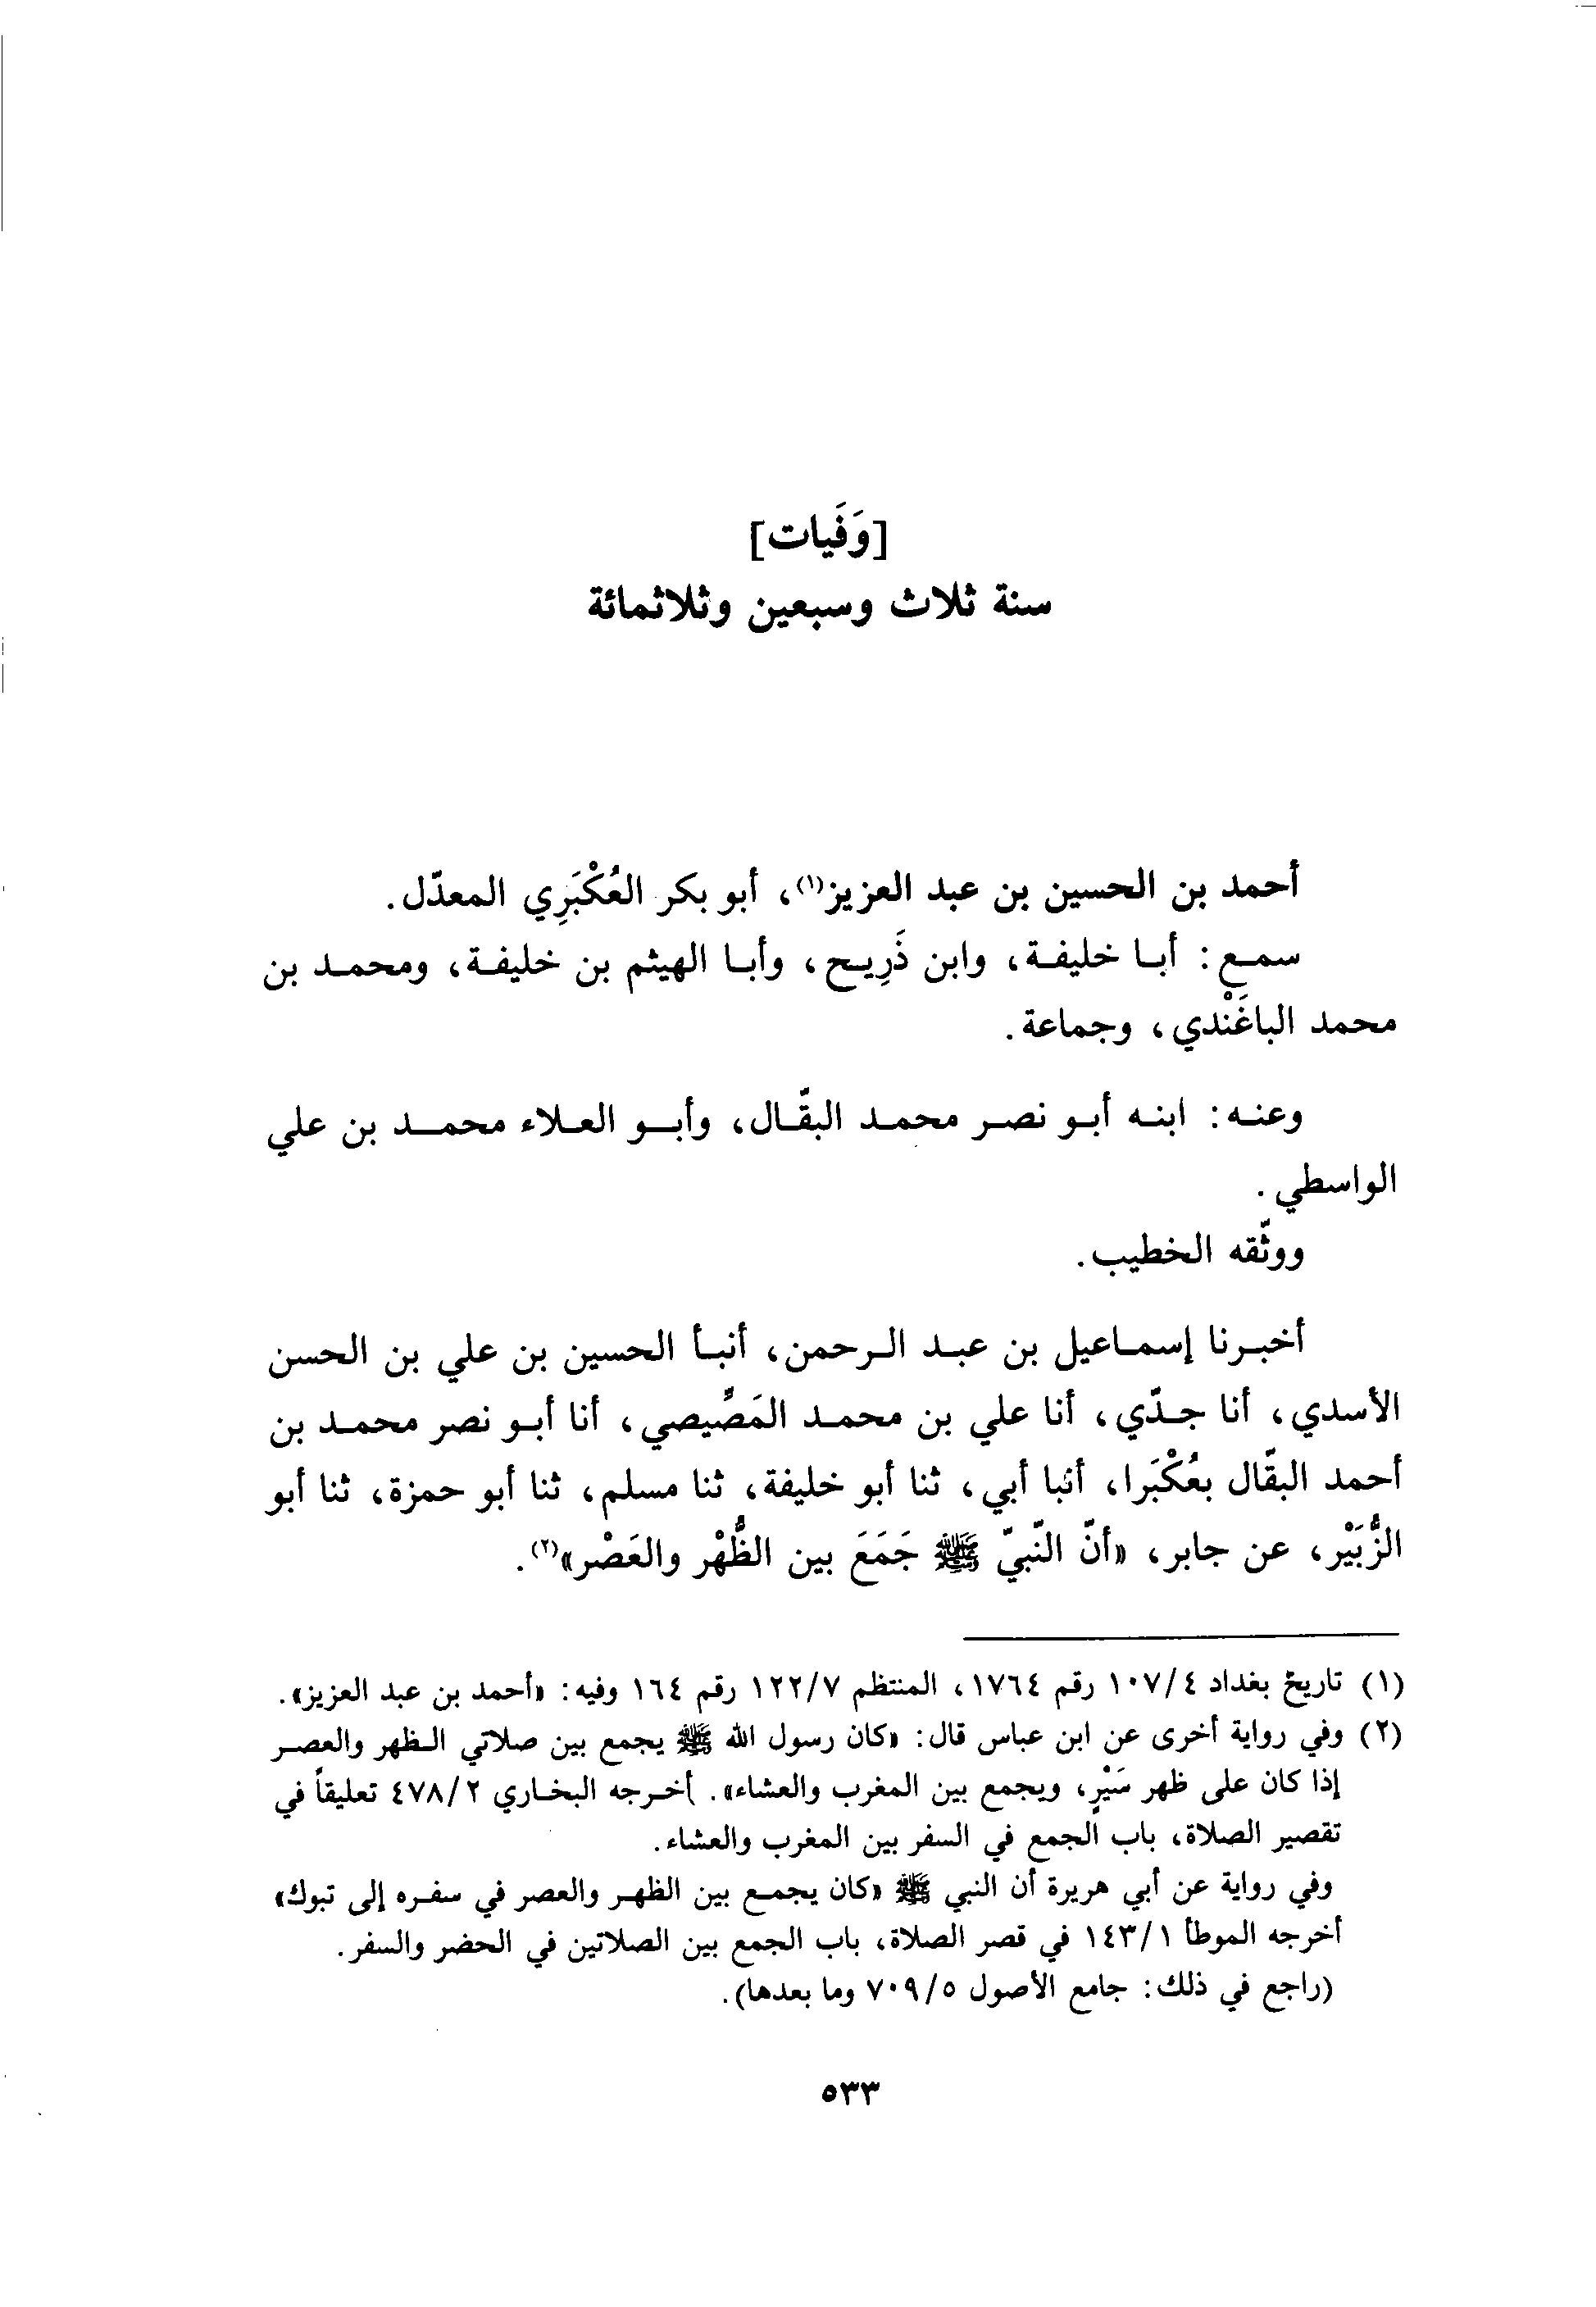 [وَفَيات]
سنة ثلاث وسبعين وثلاثمائة
أحمد بن الحسين بن عبد العزيز(١)، أبو بكر العُكْبَرِي المعدّل.
سمع: أبا خليفة، وابن ذَرِيح، وأبا الهيثم بن خليفة، ومحمد بن
محمد الباغَنْدي، وجماعة.
وعنه: ابنه أبو نصر محمد البقّال، وأبو العلاء محمد بن علي
الواسطي.
ووثّقه الخطيب.
أخبرنا إسماعيل بن عبد الرحمن، أنبأ الحسين بن علي بن الحسن
الأسدي، أنا جدّي، أنا علي بن محمد المَصِّيصي، أنا أبو نصر محمد بن
أحمد البقّال بعُكْبَرا، أنبا أبي، ثنا أبو خليفة، ثنا مسلم، ثنا أبو حمزة، ثنا أبو
الزُّبَيْر، عن جابر، «أنّ النّبيّ ﷺ جَمَعَ بين الظُّهْر والعَصْر»(٢).
(١) تاريخ بغداد ١٠٧/٤ رقم ١٧٦٤، المنتظم ١٢٢/٧ رقم ١٦٤ وفيه: «أحمد بن عبد العزيز».
(٢) وفي رواية أخرى عن ابن عباس قال: «كان رسول الله ﷺ يجمع بين صلاتي الظهر والعصر
إذا كان على ظهر سَيْرٍ، ويجمع بين المغرب والعشاء». أخرجه البخاري ٤٧٨/٢ تعليقاً في
تقصير الصلاة، باب الجمع في السفر بين المغرب والعشاء.
وفي رواية عن أبي هريرة أن النبي ﷺ «كان يجمع بين الظهر والعصر في سفره إلى تبوك»
أخرجه الموطأ ١٤٣/١ في قصر الصلاة، باب الجمع بين الصلاتين في الحضر والسفر.
(راجع في ذلك: جامع الأصول ٧٠٩/٥ وما بعدها).
٥٣٣